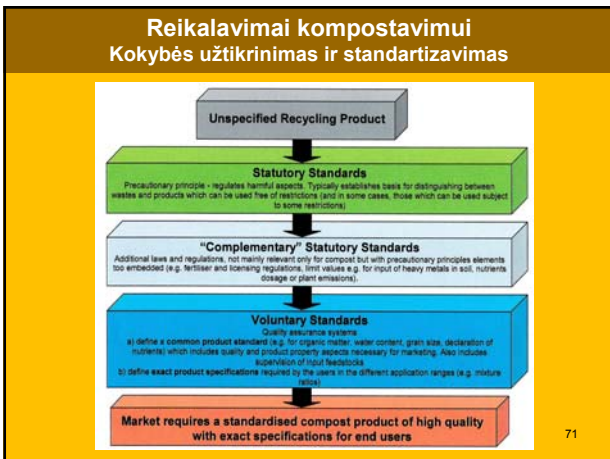 Reikalavimai kompostavimui
Kokybės užtikrinimas ir standartizavimas
Unspecified Recycling Product
Statutory Standards
Precautionary principle - regulates harmful aspects. Typically establishes basis for distinguishing between
wastes and products which can be used free of restrictions (and in some cases, those which can be used subject
to some restrictions)
“Complementary” Statutory Standards
Additional laws and regulations, not mainly relevant only for compost but with precautionary principles elements
too embedded (e.g. fertiliser and licensing regulations, limit values e.g. for input of heavy metals in soil, nutrients
dosage or plant emissions).
Voluntary Standards
Quality assurance systems
a) define a common product standard (e.g. for organic matter, water content, grain size, declaration of
nutrients) which includes quality and product property aspects necessary for marketing. Also includes
supervision of input feedstocks
b) define exact product specifications required by the users in the different application ranges (e.g. mixture
ratios)
Market requires a standardised compost product of high quality
with exact specifications for end users
71